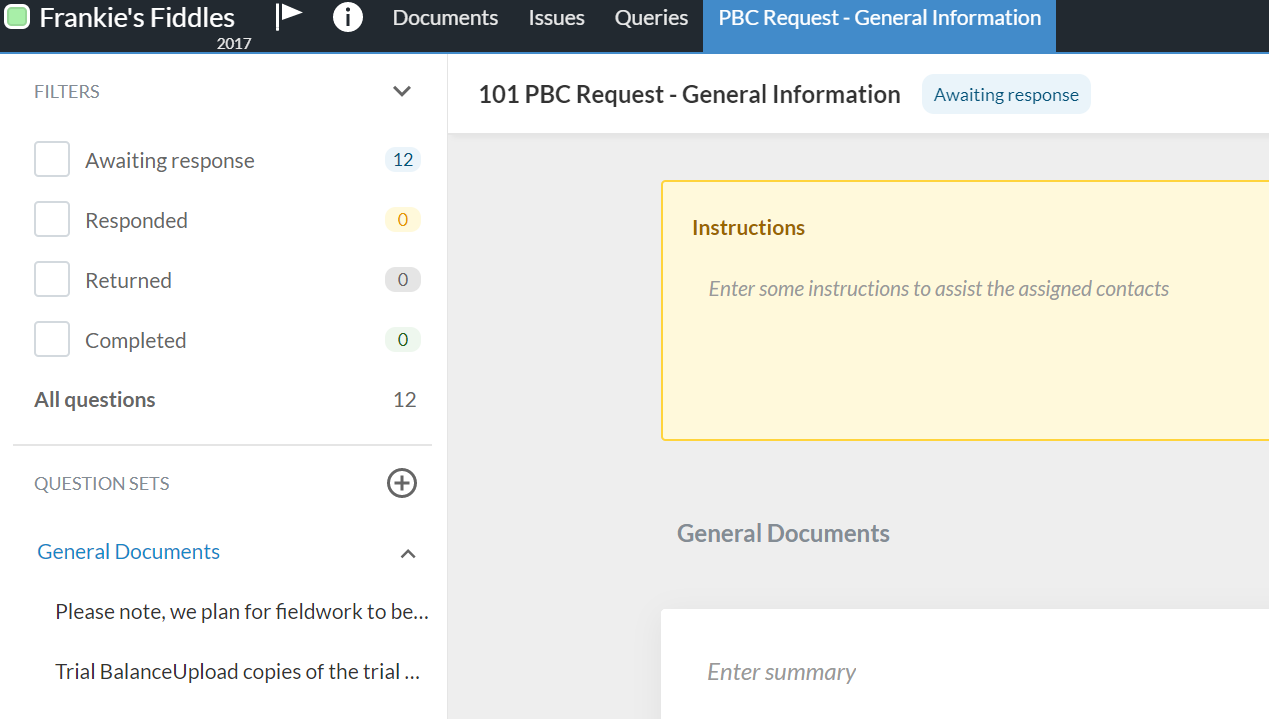 Frankie's Fiddles
2017
Documents
Issues
Queries
PBC Request - General Information
FILTERS
Awaiting response 12
Responded 0
Returned 0
Completed 0
All questions 12
QUESTION SETS
General Documents
Please note, we plan for fieldwork to be...
Trial BalanceUpload copies of the trial ...
101 PBC Request - General Information
Awaiting response
Instructions
Enter some instructions to assist the assigned contacts
General Documents
Enter summary